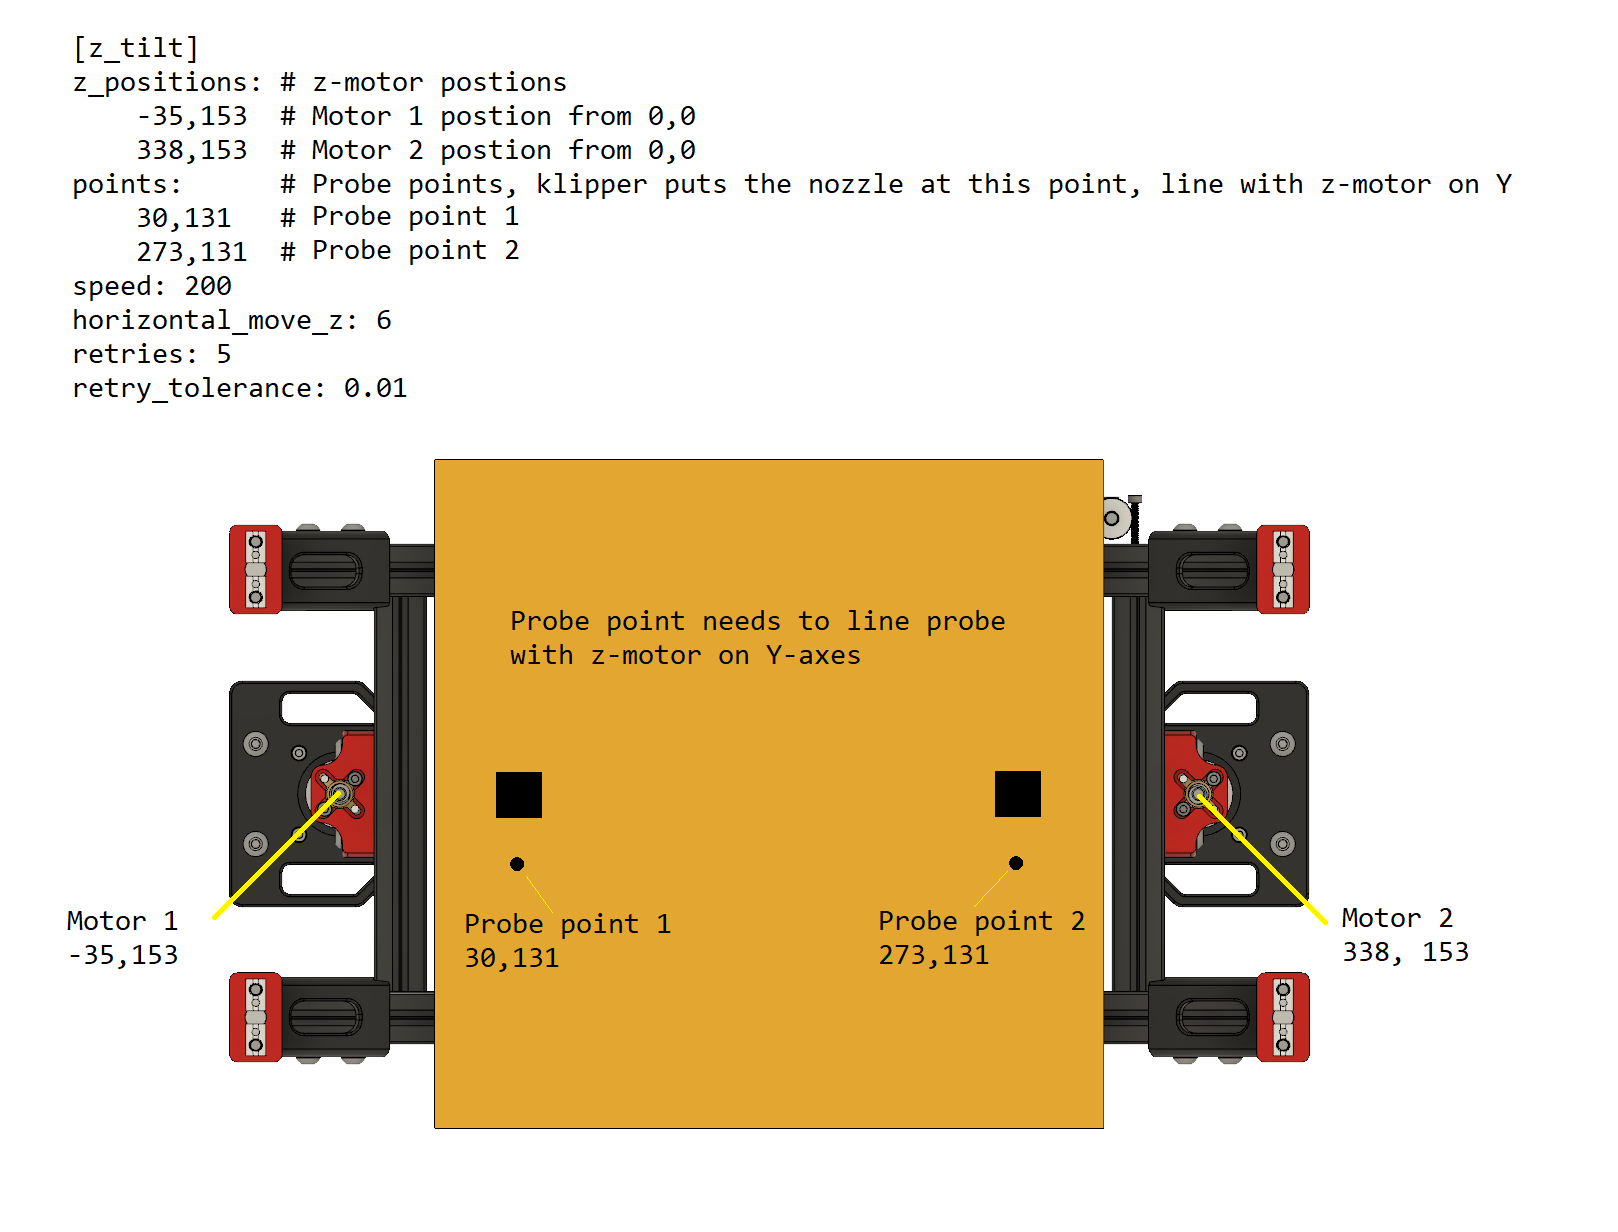 [z_tilt]
z_positions: # z-motor postions
    -35,153  # Motor 1 postion from 0,0
    338,153  # Motor 2 postion from 0,0
points:      # Probe points, klipper puts the nozzle at this point, line with z-motor on Y
    30,131   # Probe point 1
    273,131  # Probe point 2
speed: 200
horizontal_move_z: 6
retries: 5
retry_tolerance: 0.01
Probe point needs to line probe
with z-motor on Y-axes
Motor 1
-35,153
Probe point 1
30,131
Probe point 2
273,131
Motor 2
338, 153